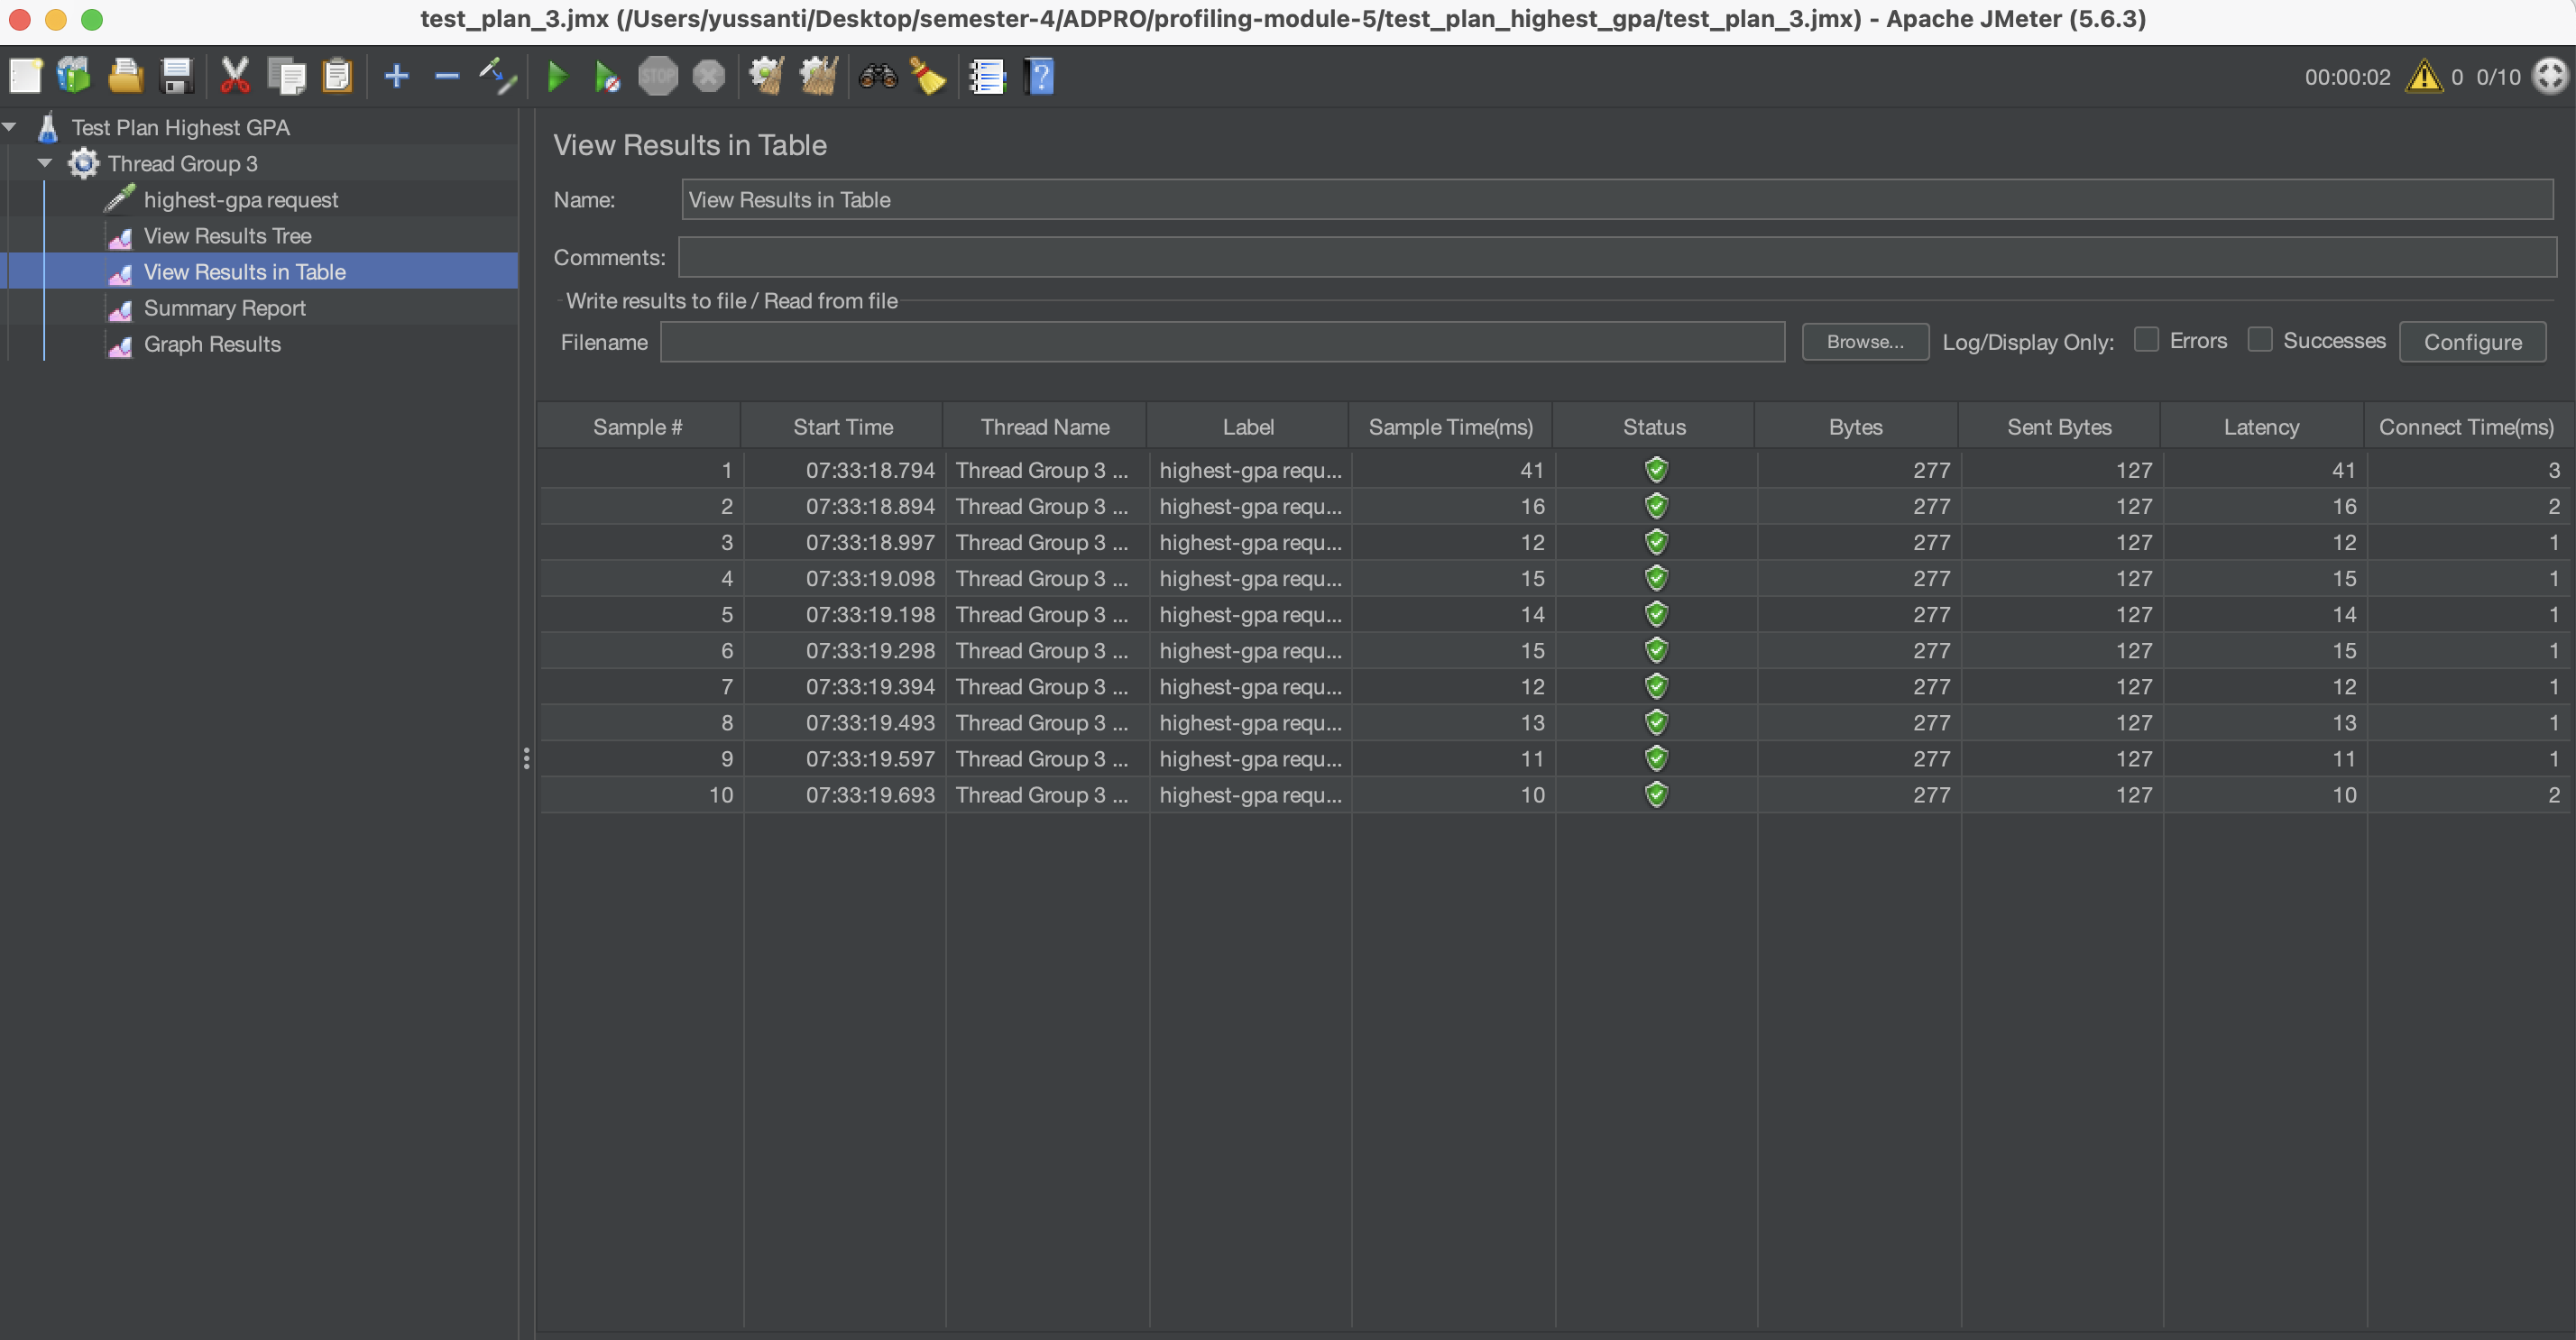 test_plan_3.jmx (/Users/yussanti/Desktop/semester-4/ADPRO/profiling-module-5/test_plan_highest_gpa/test_plan_3.jmx) - Apache JMeter (5.6.3)
STOP
?
00:00:02 0 0/10
Test Plan Highest GPA
Thread Group 3
highest-gpa request
View Results Tree
View Results in Table
Summary Report
Graph Results
View Results in Table
Name: View Results in Table
Comments:
Write results to file / Read from file
Filename Browse... Log/Display Only: Errors Successes Configure
Sample # Start Time Thread Name Label Sample Time(ms) Status Bytes Sent Bytes Latency Connect Time(ms)
1 07:33:18.794 Thread Group 3 ... highest-gpa requ... 41 277 127 41 3
2 07:33:18.894 Thread Group 3 ... highest-gpa requ... 16 277 127 16 2
3 07:33:18.997 Thread Group 3 ... highest-gpa requ... 12 277 127 12 1
4 07:33:19.098 Thread Group 3 ... highest-gpa requ... 15 277 127 15 1
5 07:33:19.198 Thread Group 3 ... highest-gpa requ... 14 277 127 14 1
6 07:33:19.298 Thread Group 3 ... highest-gpa requ... 15 277 127 15 1
7 07:33:19.394 Thread Group 3 ... highest-gpa requ... 12 277 127 12 1
8 07:33:19.493 Thread Group 3 ... highest-gpa requ... 13 277 127 13 1
9 07:33:19.597 Thread Group 3 ... highest-gpa requ... 11 277 127 11 1
10 07:33:19.693 Thread Group 3 ... highest-gpa requ... 10 277 127 10 2